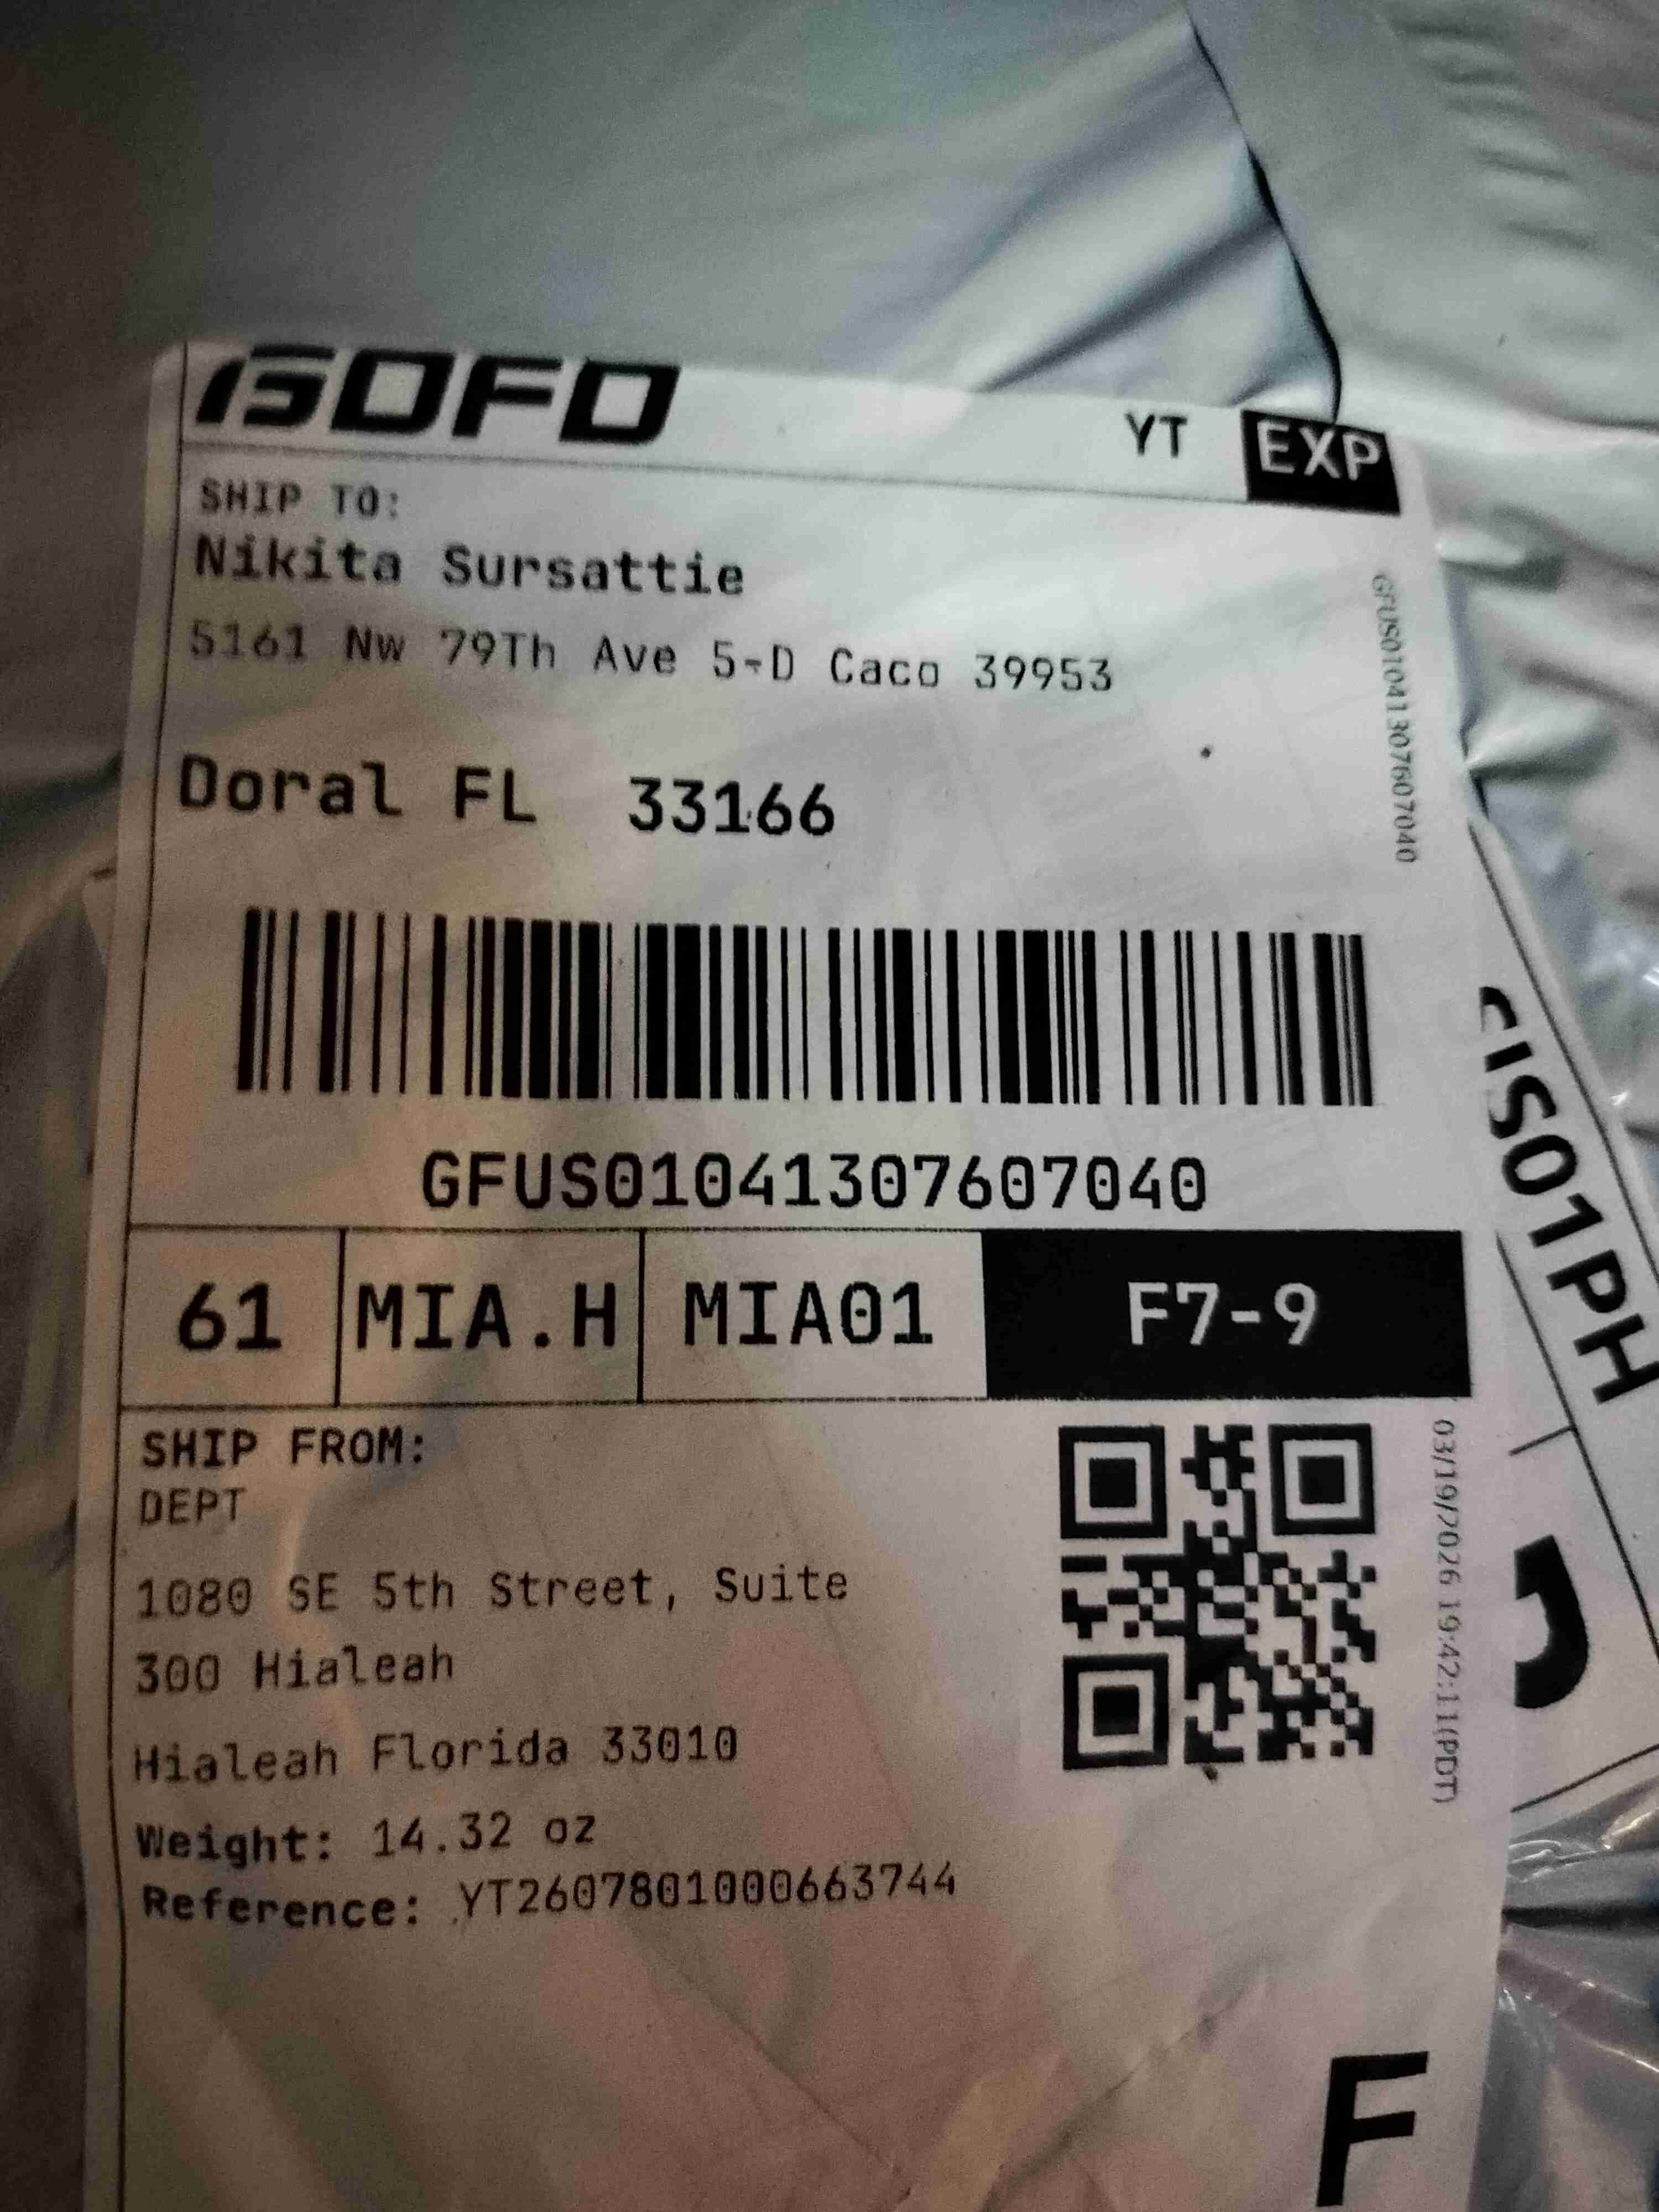 GOFO
YT EXP
SHIP TO:
Nikita Sursattie
5161 Nw 79Th Ave 5-D Caco 39953
Doral FL 33166
GFUS01041307607040
GFUS01041307607040
61 MIA.H MIA01 F7-9
SHIP FROM:
DEPT
1080 SE 5th Street, Suite
300 Hialeah
Hialeah Florida 33010
Weight: 14.32 oz
Reference: YT2607801000663744
03/19/2026 19:42:11(PDT)
F
IS01PH